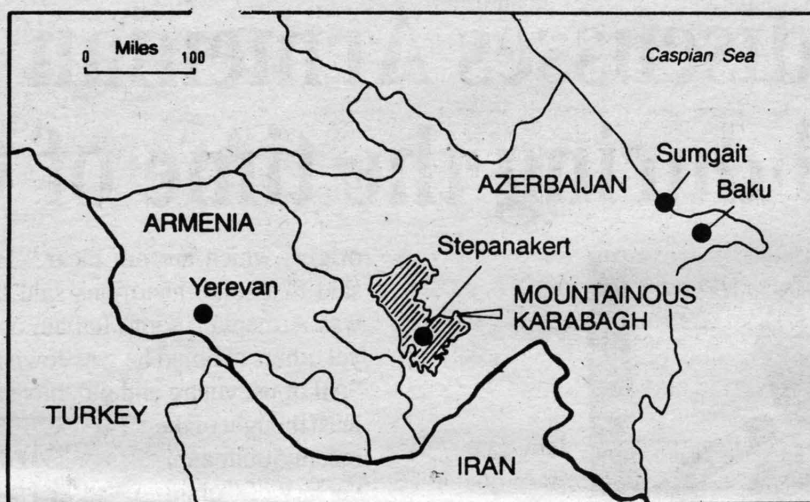 Miles
0 100
Caspian Sea
Sumgait
AZERBAIJAN
Baku
ARMENIA
Stepanakert
Yerevan
MOUNTAINOUS
KARABAGH
TURKEY
IRAN